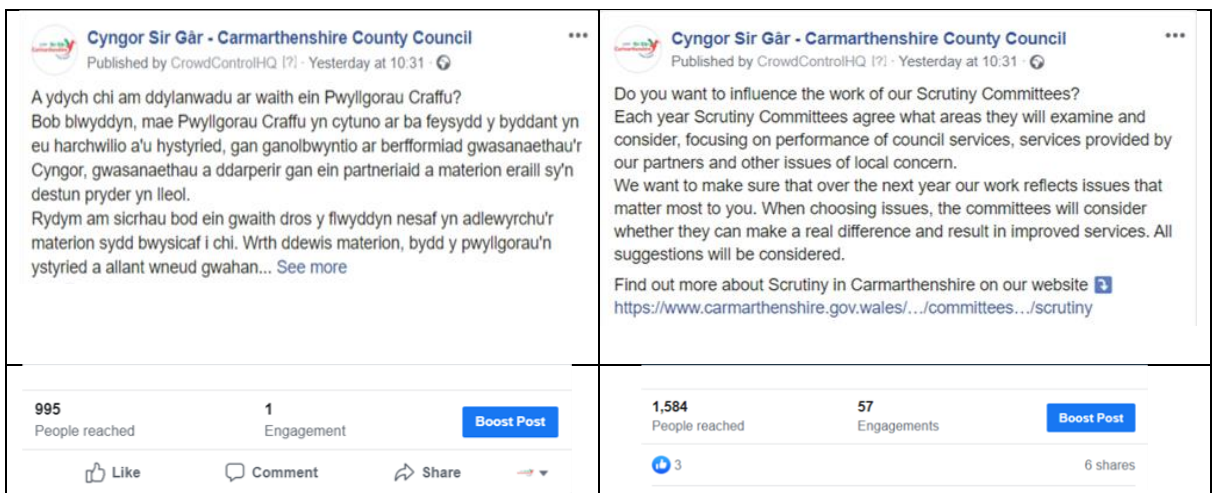 Cyngor Sir Gâr - Carmarthenshire County Council
Published by CrowdControlHQ [?] · Yesterday at 10:31
A ydych chi am ddylanwadu ar waith ein Pwyllgorau Craffu?
Bob blwyddyn, mae Pwyllgorau Craffu yn cytuno ar ba feysydd y byddant yn
eu harchwilio a'u hystyried, gan ganolbwyntio ar berfformiad gwasanaethau'r
Cyngor, gwasanaethau a ddarperir gan ein partneriaid a materion eraill sy'n
destun pryder yn lleol.
Rydym am sicrhau bod ein gwaith dros y flwyddyn nesaf yn adlewyrchu'r
materion sydd bwysicaf i chi. Wrth ddewis materion, bydd y pwyllgorau'n
ystyried a allant wneud gwahan... See more
Cyngor Sir Gâr - Carmarthenshire County Council
Published by CrowdControlHQ [?] · Yesterday at 10:31
Do you want to influence the work of our Scrutiny Committees?
Each year Scrutiny Committees agree what areas they will examine and
consider, focusing on performance of council services, services provided by
our partners and other issues of local concern.
We want to make sure that over the next year our work reflects issues that
matter most to you. When choosing issues, the committees will consider
whether they can make a real difference and result in improved services. All
suggestions will be considered.
Find out more about Scrutiny in Carmarthenshire on our website
https://www.carmarthenshire.gov.wales/…/committees…/scrutiny
995 1
People reached Engagement Boost Post
Like Comment Share
1,584 57
People reached Engagements Boost Post
3 6 shares